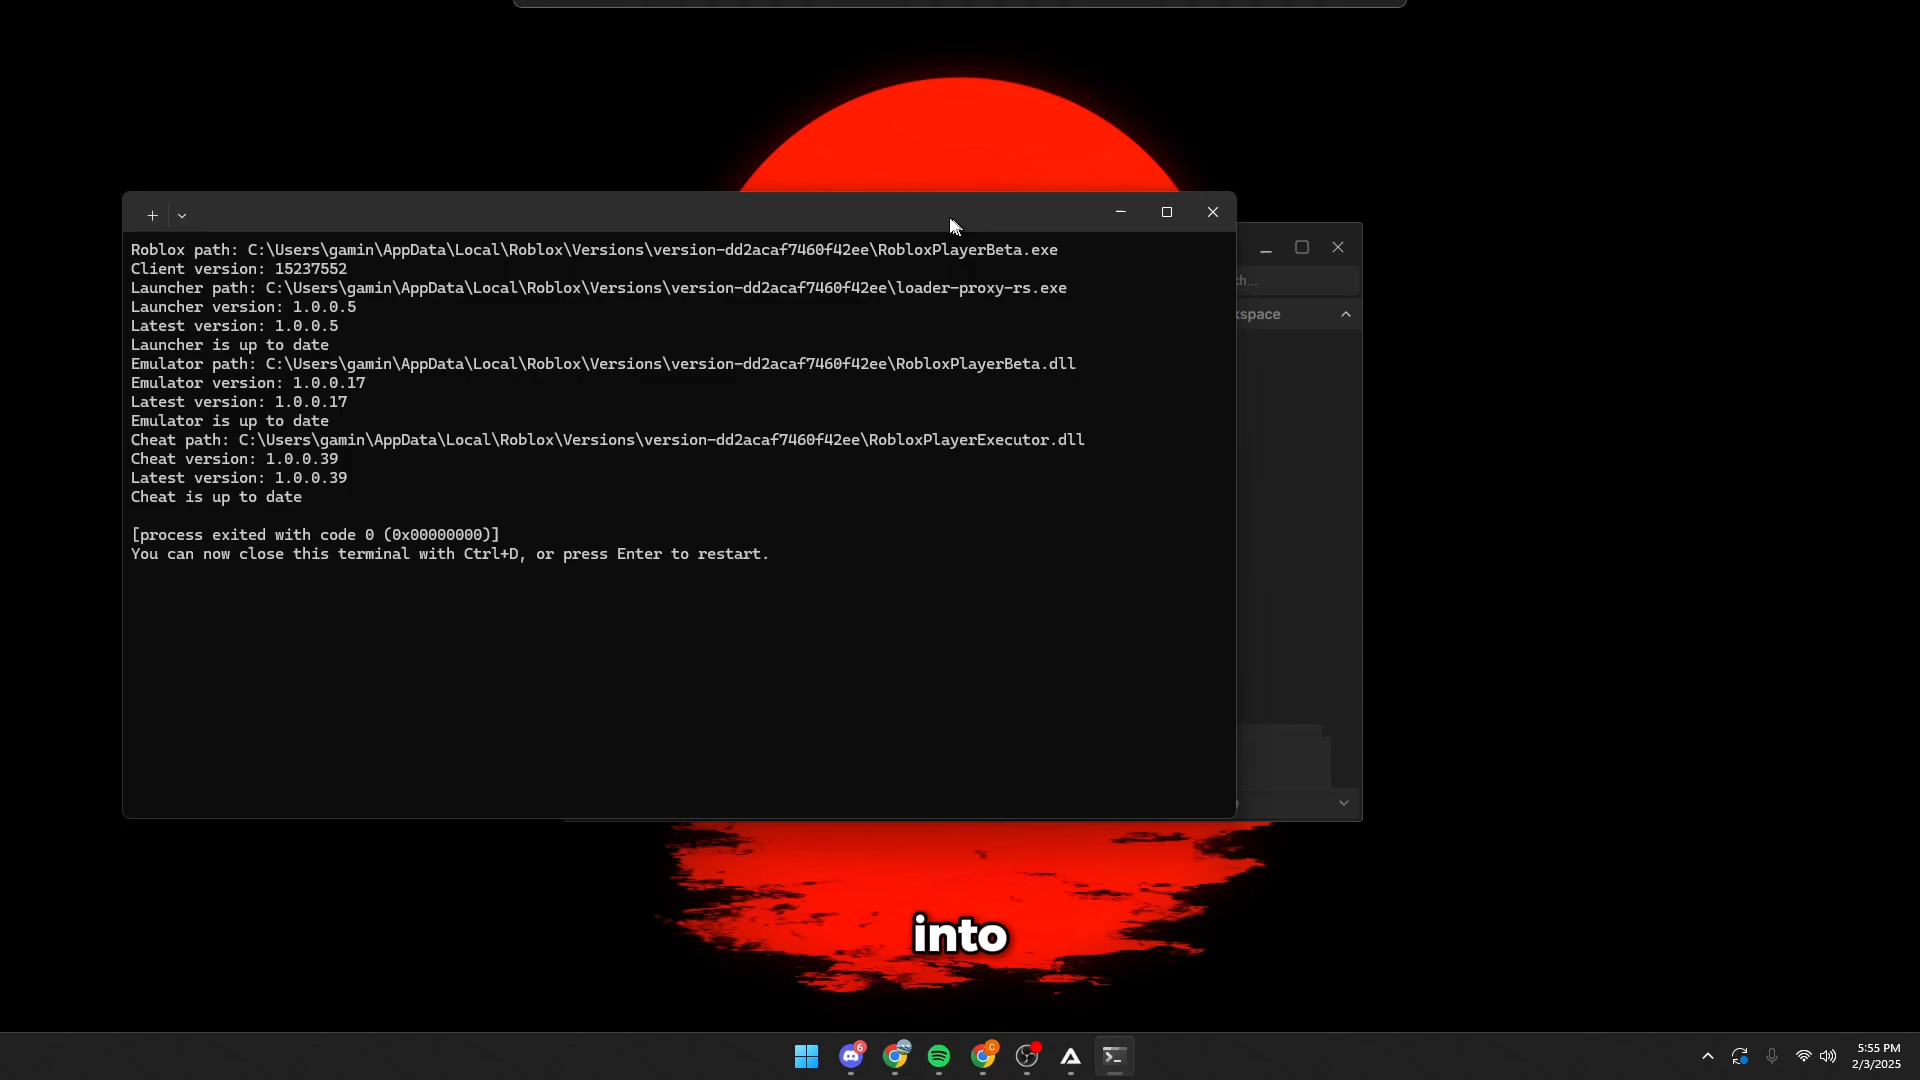 Roblox path: C:\Users\gamin\AppData\Local\Roblox\Versions\version-dd2acaf7460f42ee\RobloxPlayerBeta.exe
Client version: 15237552
Launcher path: C:\Users\gamin\AppData\Local\Roblox\Versions\version-dd2acaf7460f42ee\loader-proxy-rs.exe
Launcher version: 1.0.0.5
Latest version: 1.0.0.5
Launcher is up to date
Emulator path: C:\Users\gamin\AppData\Local\Roblox\Versions\version-dd2acaf7460f42ee\RobloxPlayerBeta.dll
Emulator version: 1.0.0.17
Latest version: 1.0.0.17
Emulator is up to date
Cheat path: C:\Users\gamin\AppData\Local\Roblox\Versions\version-dd2acaf7460f42ee\RobloxPlayerExecutor.dll
Cheat version: 1.0.0.39
Latest version: 1.0.0.39
Cheat is up to date
[process exited with code 0 (0x00000000)]
You can now close this terminal with Ctrl+D, or press Enter to restart.
ch...
kspace
into
6
C
5:55 PM
2/3/2025